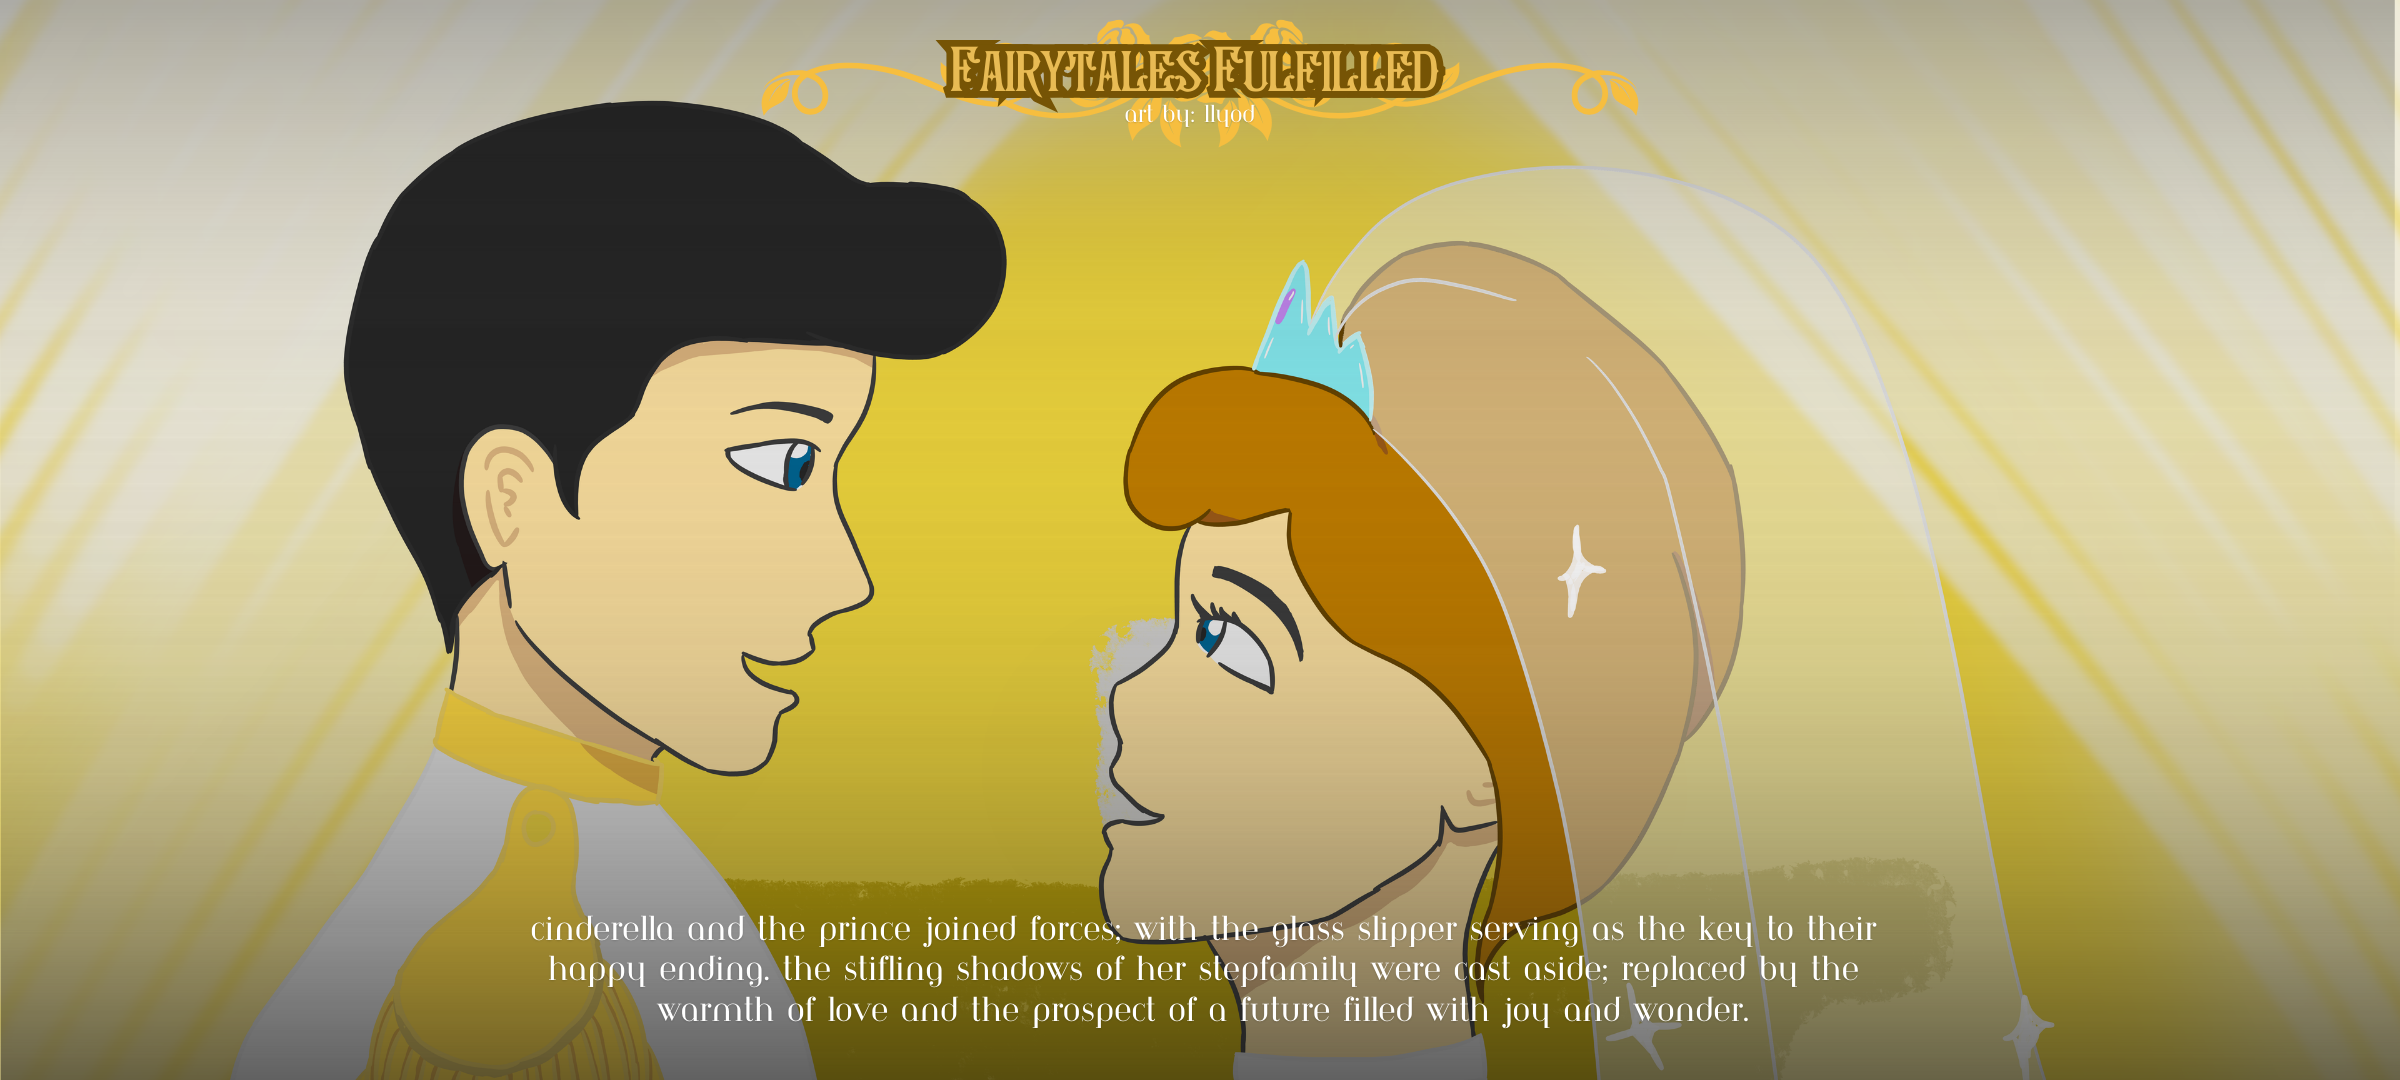 Fairytales Fulfilled
art by: llyod
cinderella and the prince joined forces; with the glass slipper serving as the key to their
happy ending. the stifling shadows of her stepfamily were cast aside; replaced by the
warmth of love and the prospect of a future filled with joy and wonder.